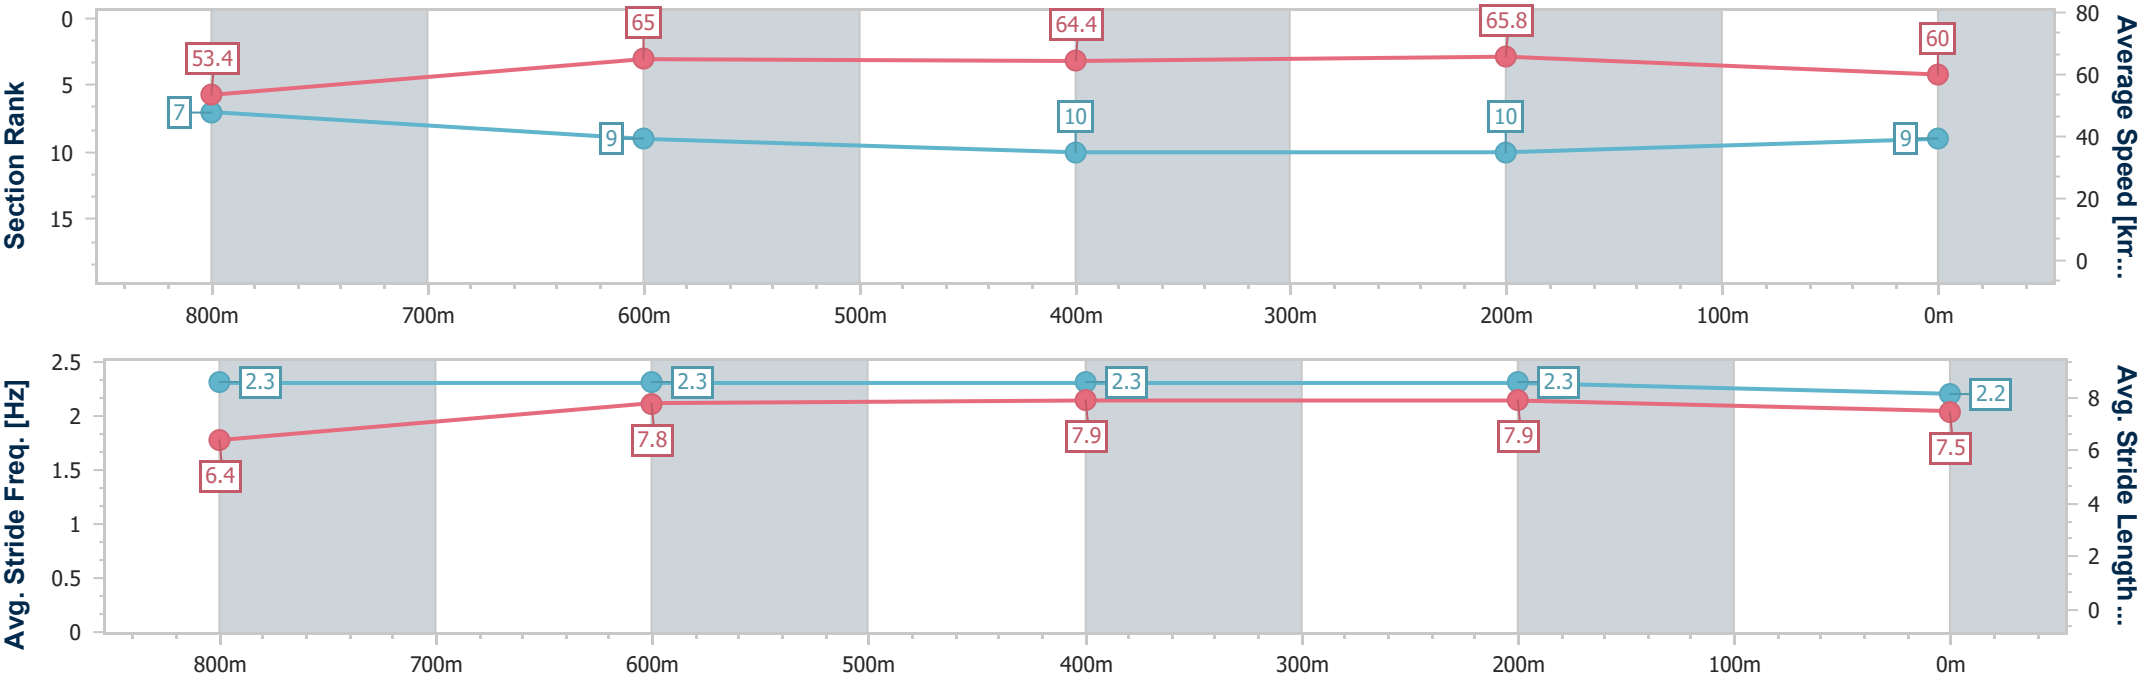 Section Rank
0
5
10
15
53.4
65
64.4
65.8
60
7
9
10
10
9
80
60
40
20
0
Average Speed [km...
800m
700m
600m
500m
400m
300m
200m
100m
0m
Avg. Stride Freq. [Hz]
2.5
2
1.5
1
0.5
0
2.3
2.3
2.3
2.3
2.2
6.4
7.8
7.9
7.9
7.5
8
6
4
2
0
Avg. Stride Length...
800m
700m
600m
500m
400m
300m
200m
100m
0m